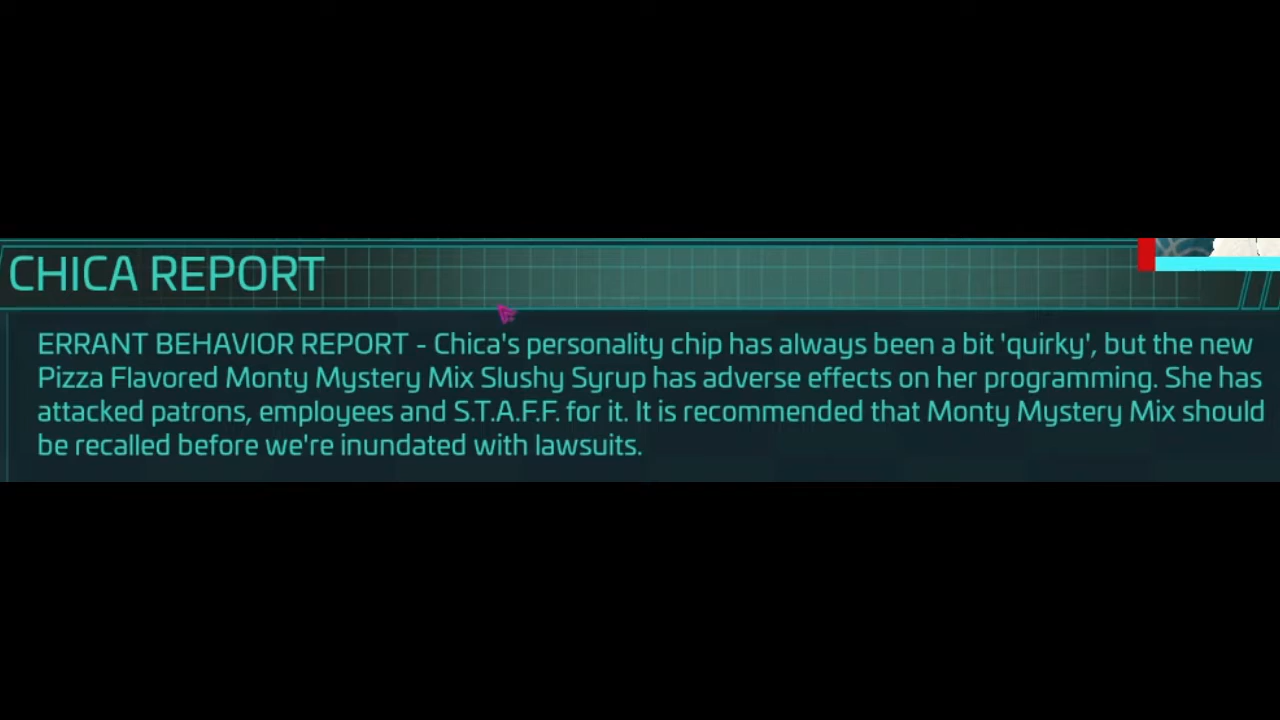 CHICA REPORT
ERRANT BEHAVIOR REPORT - Chica's personality chip has always been a bit 'quirky', but the new
Pizza Flavored Monty Mystery Mix Slushy Syrup has adverse effects on her programming. She has
attacked patrons, employees and S.T.A.F.F. for it. It is recommended that Monty Mystery Mix should
be recalled before we're inundated with lawsuits.